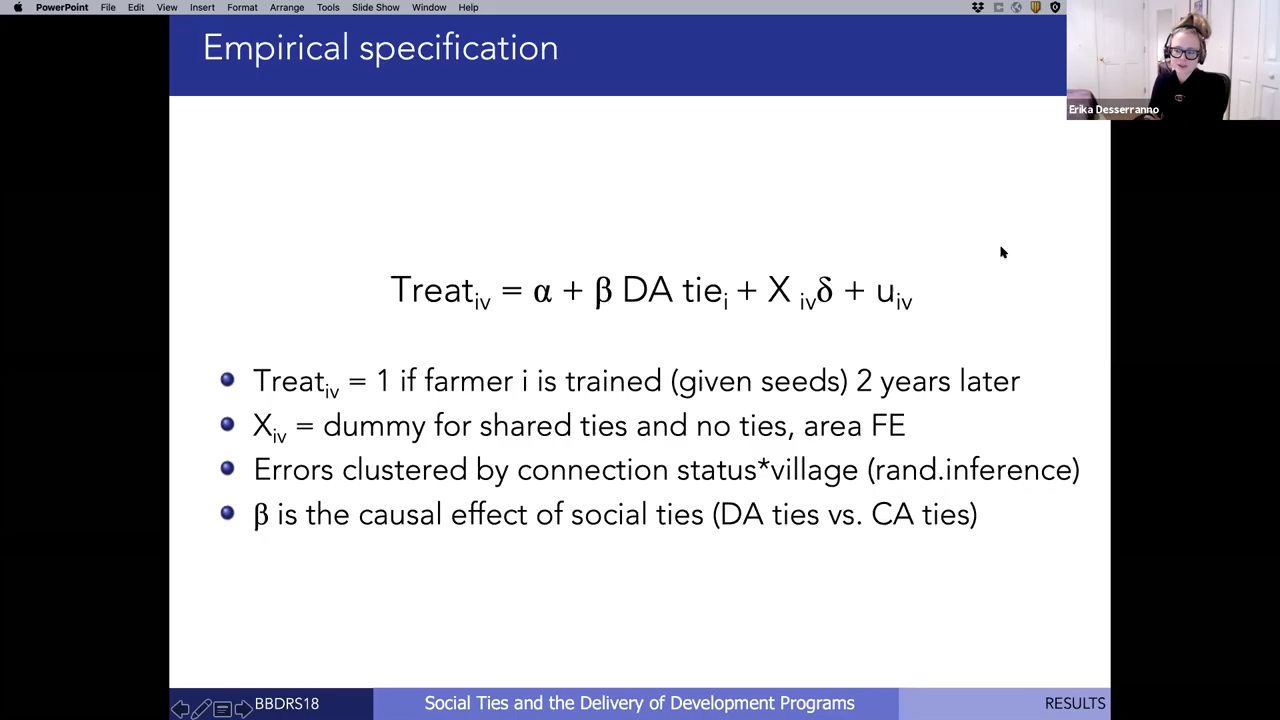 PowerPoint File Edit View Insert Format Arrange Tools Slide Show Window Help
Empirical specification
Erika Desserranno
Treat_iv = α + β DA tie_i + X_iv δ + u_iv
Treat_iv = 1 if farmer i is trained (given seeds) 2 years later
X_iv = dummy for shared ties and no ties, area FE
Errors clustered by connection status*village (rand.inference)
β is the causal effect of social ties (DA ties vs. CA ties)
BBDRS18 Social Ties and the Delivery of Development Programs RESULTS